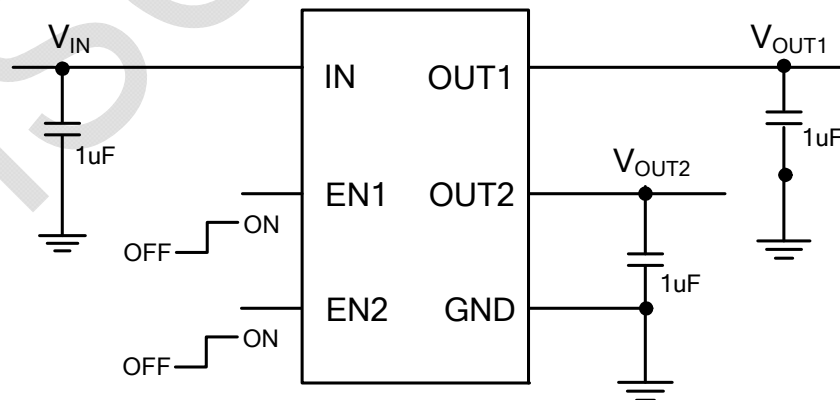 VIN
VOUT1
IN
OUT1
1uF
1uF
VOUT2
EN1
OUT2
ON
OFF
1uF
EN2
GND
ON
OFF